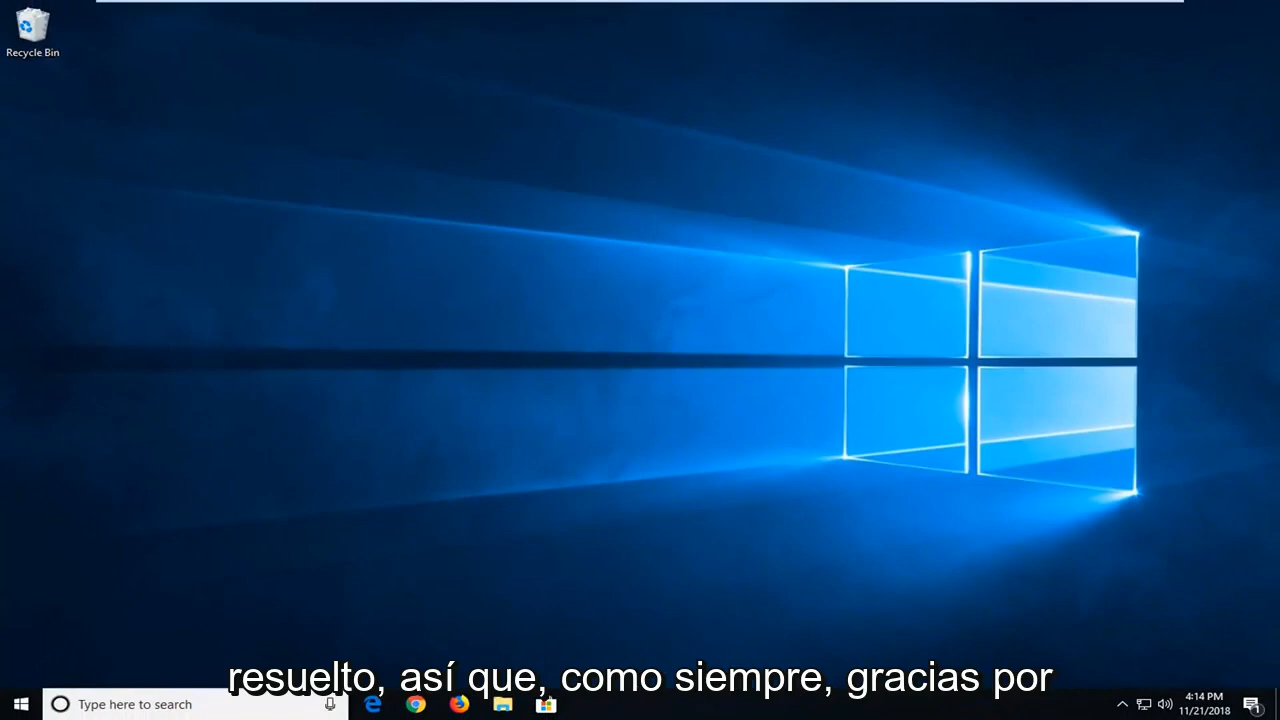 Recycle Bin
resuelto, así que, como siempre, gracias por
Type here to search
4:14 PM
11/21/2018
1